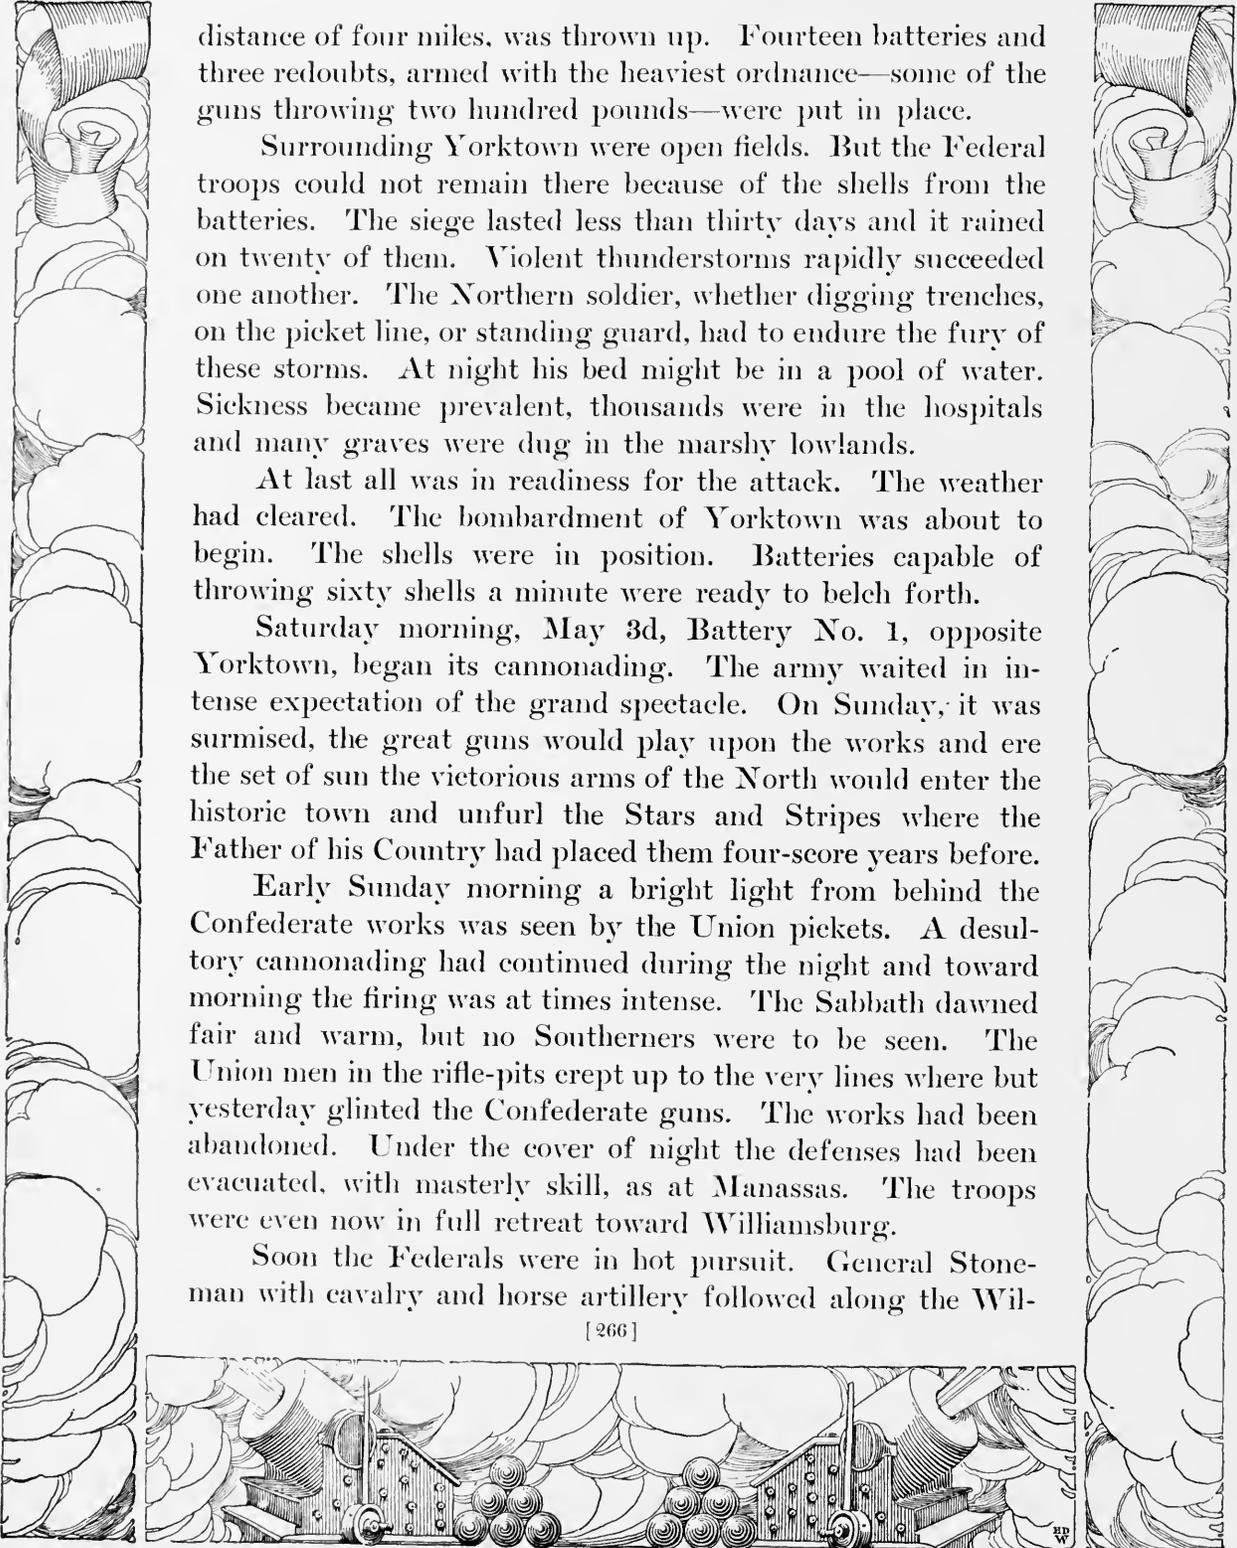 distance of four miles, was thrown up. Fourteen batteries and
three redoubts, armed with the heaviest ordnance—some of the
guns throwing two hundred pounds—were put in place.
Surrounding Yorktown were open fields. But the Federal
troops could not remain there because of the shells from the
batteries. The siege lasted less than thirty days and it rained
on twenty of them. Violent thunderstorms rapidly succeeded
one another. The Northern soldier, whether digging trenches,
on the picket line, or standing guard, had to endure the fury of
these storms. At night his bed might be in a pool of water.
Sickness became prevalent, thousands were in the hospitals
and many graves were dug in the marshy lowlands.
At last all was in readiness for the attack. The weather
had cleared. The bombardment of Yorktown was about to
begin. The shells were in position. Batteries capable of
throwing sixty shells a minute were ready to belch forth.
Saturday morning, May 3d, Battery No. 1, opposite
Yorktown, began its cannonading. The army waited in in-
tense expectation of the grand spectacle. On Sunday, it was
surmised, the great guns would play upon the works and ere
the set of sun the victorious arms of the North would enter the
historic town and unfurl the Stars and Stripes where the
Father of his Country had placed them four-score years before.
Early Sunday morning a bright light from behind the
Confederate works was seen by the Union pickets. A desul-
tory cannonading had continued during the night and toward
morning the firing was at times intense. The Sabbath dawned
fair and warm, but no Southerners were to be seen. The
Union men in the rifle-pits crept up to the very lines where but
yesterday glinted the Confederate guns. The works had been
abandoned. Under the cover of night the defenses had been
evacuated, with masterly skill, as at Manassas. The troops
were even now in full retreat toward Williamsburg.
Soon the Federals were in hot pursuit. General Stone-
man with cavalry and horse artillery followed along the Wil-
[266]
HD
W